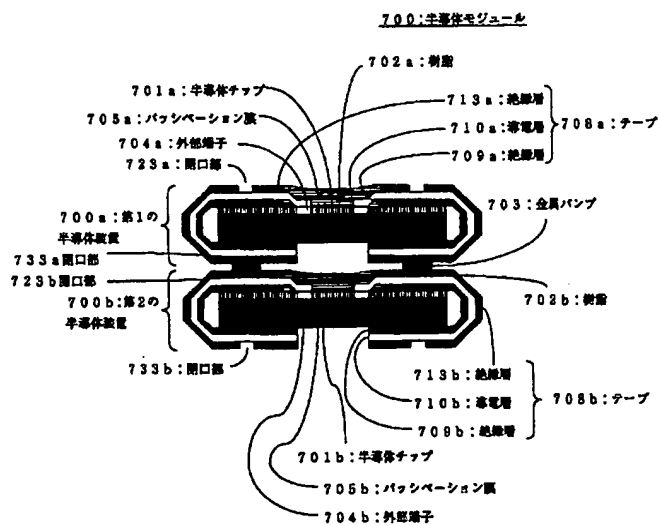 700:半導体モジュール
702a:樹脂
701a:半導体チップ
705a:パッシベーション膜
704a:外部端子
723a:開口部
713a:絶縁層
710a:導電層
709a:絶縁層
708a:テープ
700a:第1の
半導体装置
703:金属バンプ
733a開口部
723b開口部
700b:第2の
半導体装置
702b:樹脂
733b:開口部
713b:絶縁層
710b:導電層
709b:絶縁層
708b:テープ
701b:半導体チップ
705b:パッシベーション膜
704b:外部端子